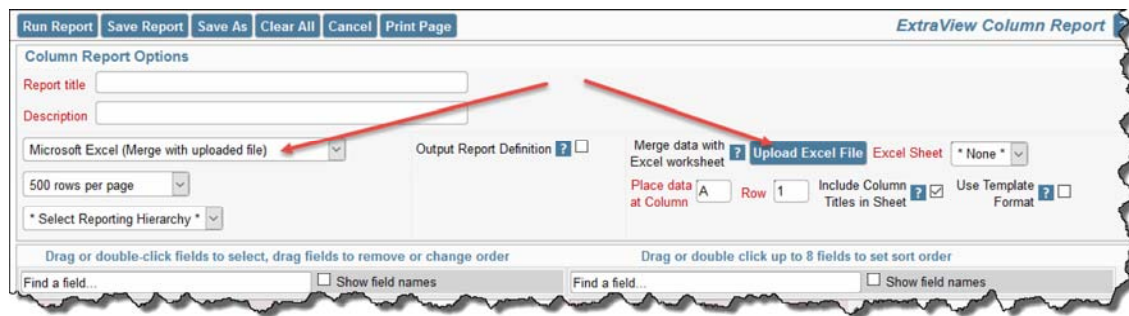 Run Report Save Report Save As Clear All Cancel Print Page ExtraView Column Report ?
Column Report Options
Report title
Description
Microsoft Excel (Merge with uploaded file) Output Report Definition ? Merge data with Excel worksheet ? Upload Excel File Excel Sheet * None *
500 rows per page Place data at Column A Row 1 Include Column Titles in Sheet ? Use Template Format ?
* Select Reporting Hierarchy *
Drag or double-click fields to select, drag fields to remove or change order Drag or double click up to 8 fields to set sort order
Find a field... Show field names Find a field... Show field names